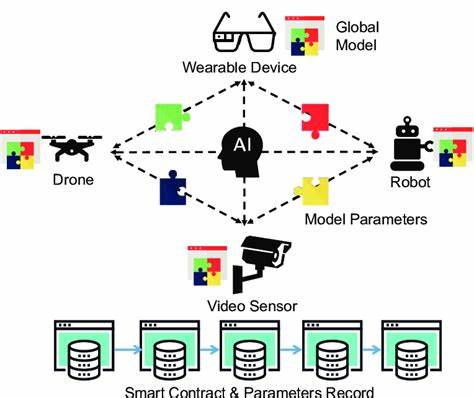 Global
Model
Wearable Device
AI
Drone
Robot
Model Parameters
Video Sensor
Smart Contract & Parameters Record